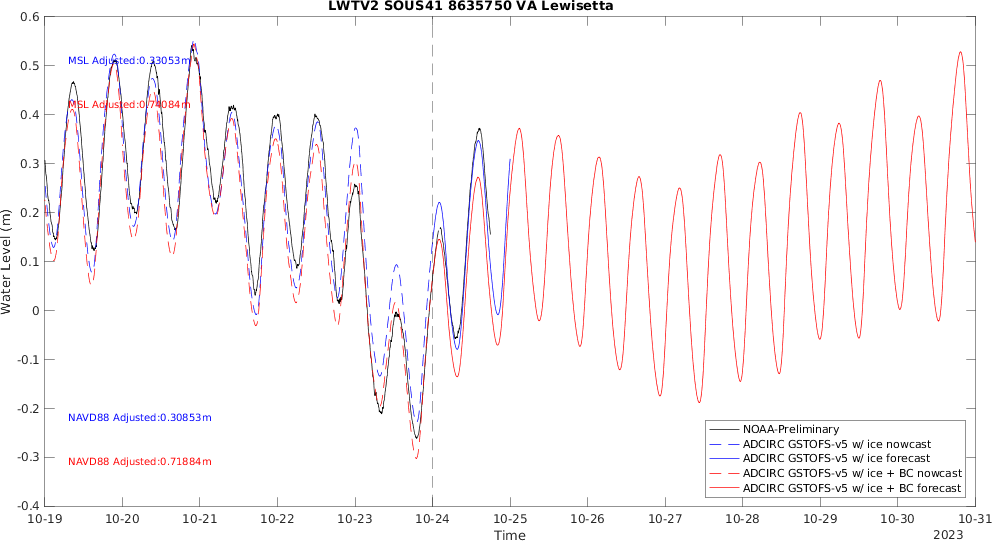 LWTV2 SOUS41 8635750 VA Lewisetta
0.6
0.5
0.4
0.3
0.2
0.1
0
-0.1
-0.2
-0.3
-0.4
Water Level (m)
MSL Adjusted:0.33053m
MSL Adjusted:0.74084m
NAVD88 Adjusted:0.30853m
NAVD88 Adjusted:0.71884m
NOAA-Preliminary
ADCIRC GSTOFS-v5 w/ ice nowcast
ADCIRC GSTOFS-v5 w/ ice forecast
ADCIRC GSTOFS-v5 w/ ice + BC nowcast
ADCIRC GSTOFS-v5 w/ ice + BC forecast
10-19 10-20 10-21 10-22 10-23 10-24 10-25 10-26 10-27 10-28 10-29 10-30 10-31
Time
2023